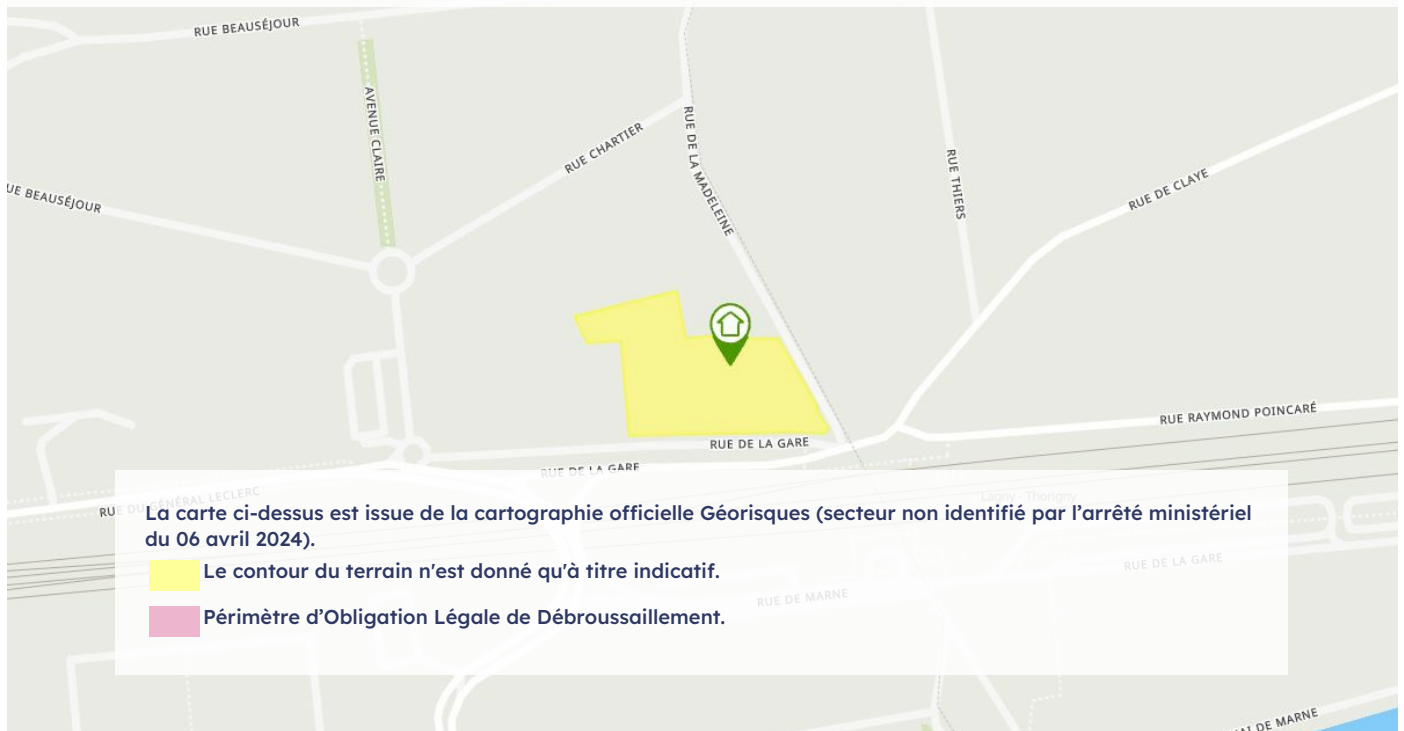 RUE BEAUSÉJOUR
AVENUE CLAIRE
RUE CHARTIER
RUE DE LA MADELEINE
RUE THIERS
RUE DE CLAYE
UE BEAUSÉJOUR
RUE RAYMOND POINCARÉ
RUE DE LA GARE
RUE DE LA GARE
RUE DU GÉNÉRAL LECLERC
Lagny - Thorigny
La carte ci-dessus est issue de la cartographie officielle Géorisques (secteur non identifié par l’arrêté ministériel
du 06 avril 2024).
RUE DE LA GARE
Le contour du terrain n'est donné qu'à titre indicatif.
RUE DE MARNE
Périmètre d’Obligation Légale de Débroussaillement.
AI DE MARNE